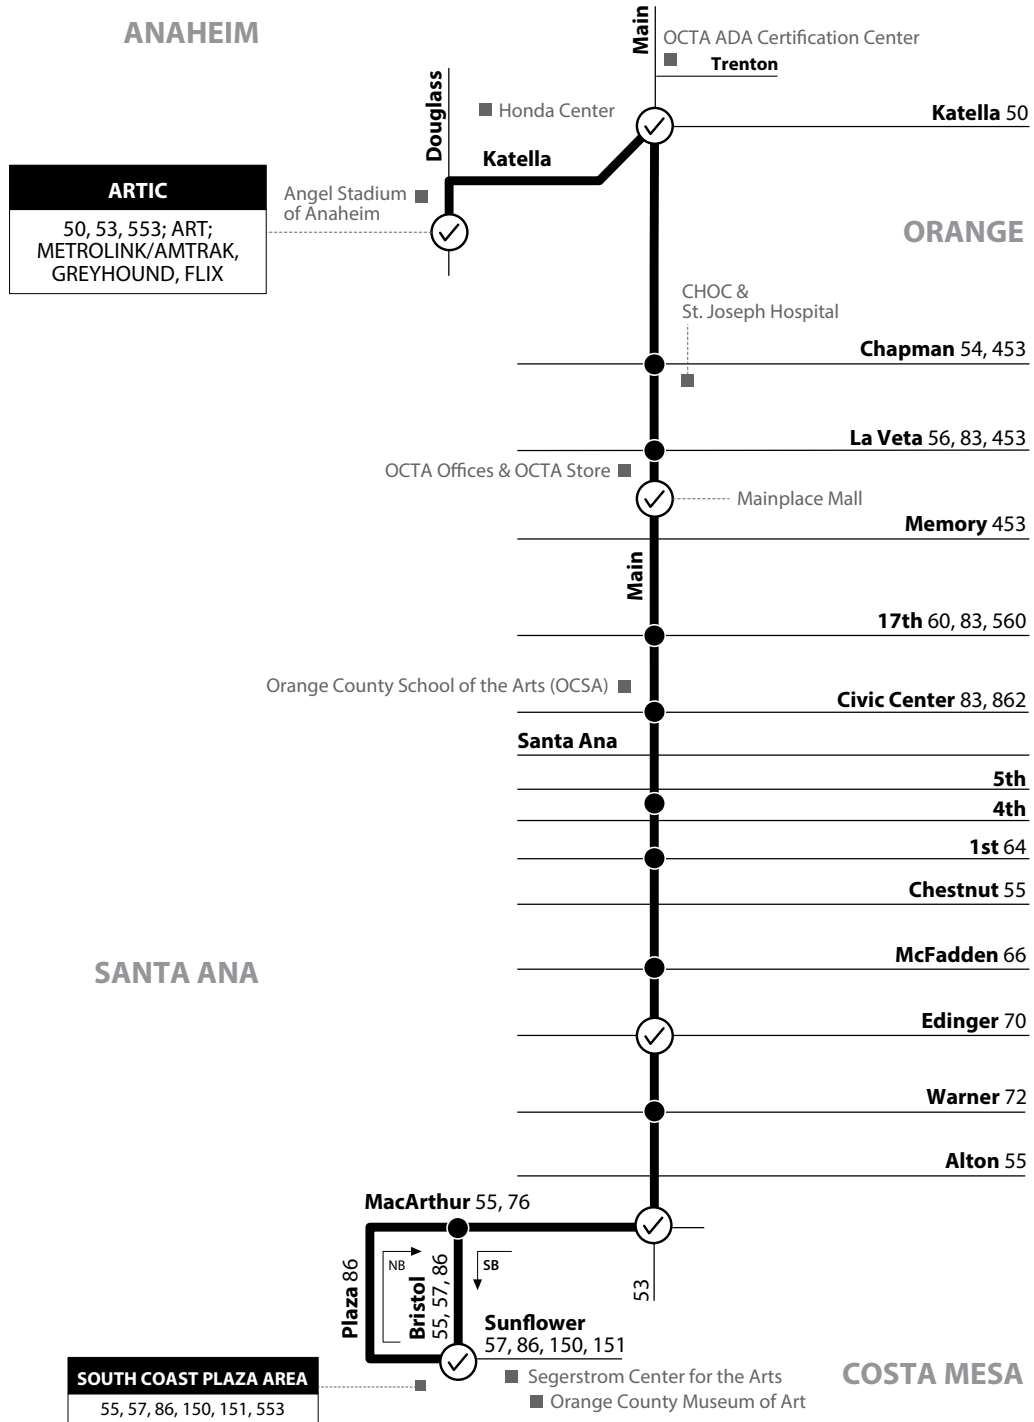 ANAHEIM
Main
OCTA ADA Certification Center
Trenton
Douglass
Honda Center
Katella 50
Katella
ARTIC
50, 53, 553; ART;
METROLINK/AMTRAK,
GREYHOUND, FLIX
Angel Stadium
of Anaheim
ORANGE
CHOC &
St. Joseph Hospital
Chapman 54, 453
La Veta 56, 83, 453
OCTA Offices & OCTA Store
Mainplace Mall
Memory 453
Main
17th 60, 83, 560
Orange County School of the Arts (OCSA)
Civic Center 83, 862
Santa Ana
5th
4th
1st 64
Chestnut 55
McFadden 66
SANTA ANA
Edinger 70
Warner 72
Alton 55
MacArthur 55, 76
NB
SB
Plaza 86
Bristol
55, 57, 86
53
Sunflower
57, 86, 150, 151
SOUTH COAST PLAZA AREA
55, 57, 86, 150, 151, 553
Segerstrom Center for the Arts
Orange County Museum of Art
COSTA MESA